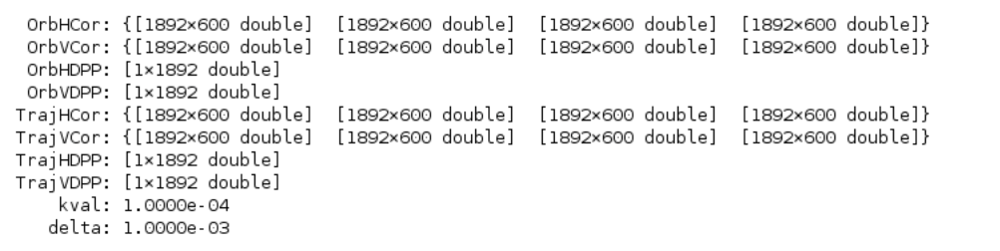 OrbHCor: {[1892×600 double]  [1892×600 double]  [1892×600 double]  [1892×600 double]}
OrbVCor: {[1892×600 double]  [1892×600 double]  [1892×600 double]  [1892×600 double]}
OrbHDPP: [1×1892 double]
OrbVDPP: [1×1892 double]
TrajHCor: {[1892×600 double]  [1892×600 double]  [1892×600 double]  [1892×600 double]}
TrajVCor: {[1892×600 double]  [1892×600 double]  [1892×600 double]  [1892×600 double]}
TrajHDPP: [1×1892 double]
TrajVDPP: [1×1892 double]
kval: 1.0000e-04
delta: 1.0000e-03